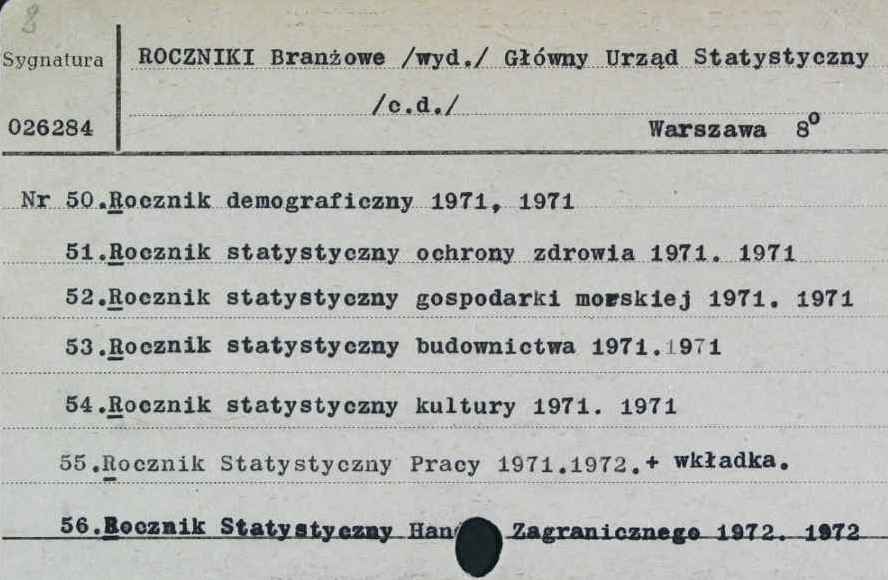 8
Sygnatura ROCZNIKI Branżowe /wyd./ Główny Urząd Statystyczny
/c.d./
026284 Warszawa 8⁰
Nr 50.Rocznik demograficzny 1971, 1971
51.Rocznik statystyczny ochrony zdrowia 1971. 1971
52.Rocznik statystyczny gospodarki morskiej 1971. 1971
53.Rocznik statystyczny budownictwa 1971.1971
54.Rocznik statystyczny kultury 1971. 1971
55.Rocznik Statystyczny Pracy 1971.1972.+ wkładka.
56.Rocznik Statystyczny Zagranicznego 1972. 1972